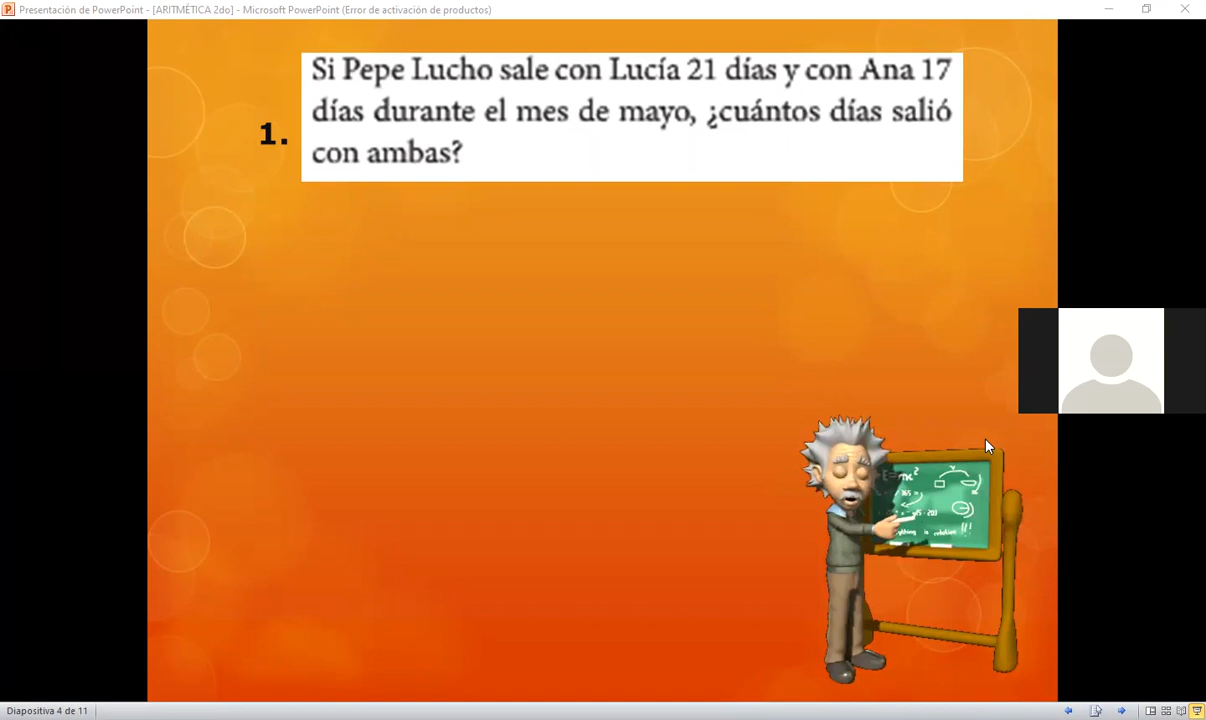 Presentación de PowerPoint - [ARITMÉTICA 2do] - Microsoft PowerPoint (Error de activación de productos)
1.
Si Pepe Lucho sale con Lucía 21 días y con Ana 17
días durante el mes de mayo, ¿cuántos días salió
con ambas?
Diapositiva 4 de 11